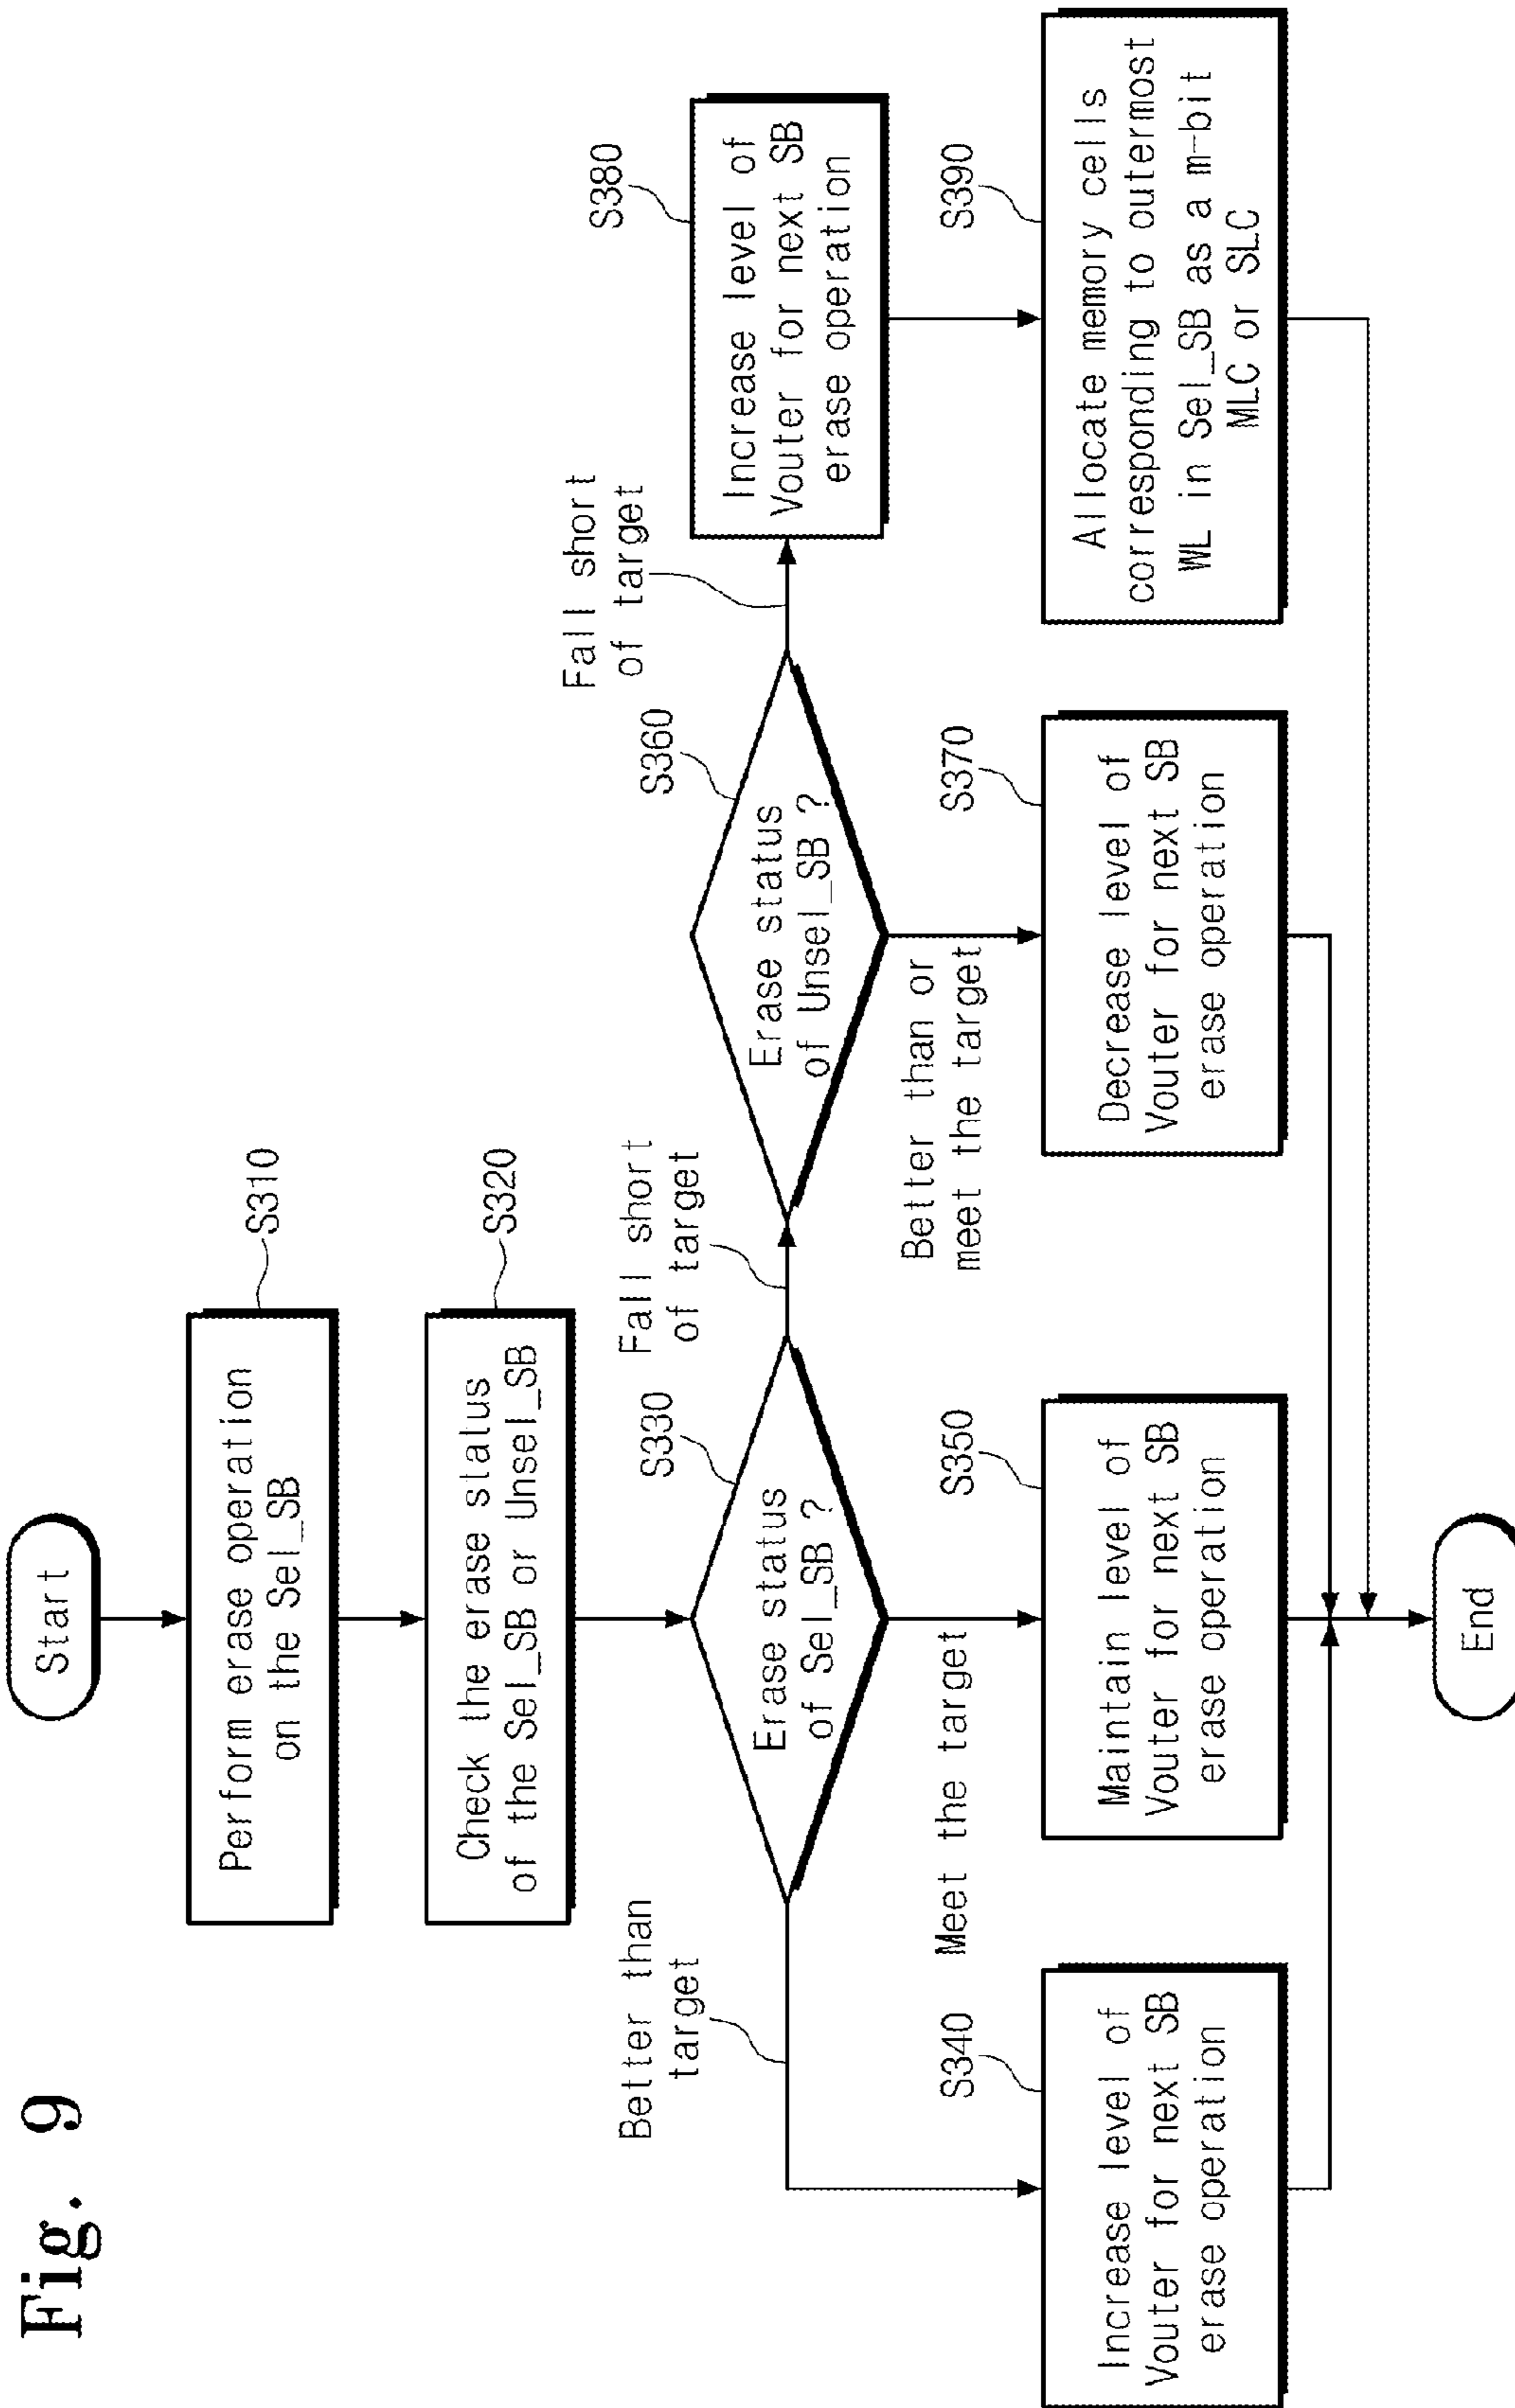 Fig. 9
Start
Perform erase operation
on the Sel_SB
S310
Check the erase status
of the Sel_SB or Unsel_SB
S320
Erase status
of Sel_SB ?
S330
Better than
target
Meet the target
Fall short
of target
Erase status
of Unsel_SB ?
S360
Fall short
of target
Better than or
meet the target
Increase level of
Vouter for next SB
erase operation
S380
Increase level of
Vouter for next SB
erase operation
S340
Maintain level of
Vouter for next SB
erase operation
S350
Decrease level of
Vouter for next SB
erase operation
S370
Allocate memory cells
corresponding to outermost
WL in Sel_SB as a m-bit
MLC or SLC
S390
End